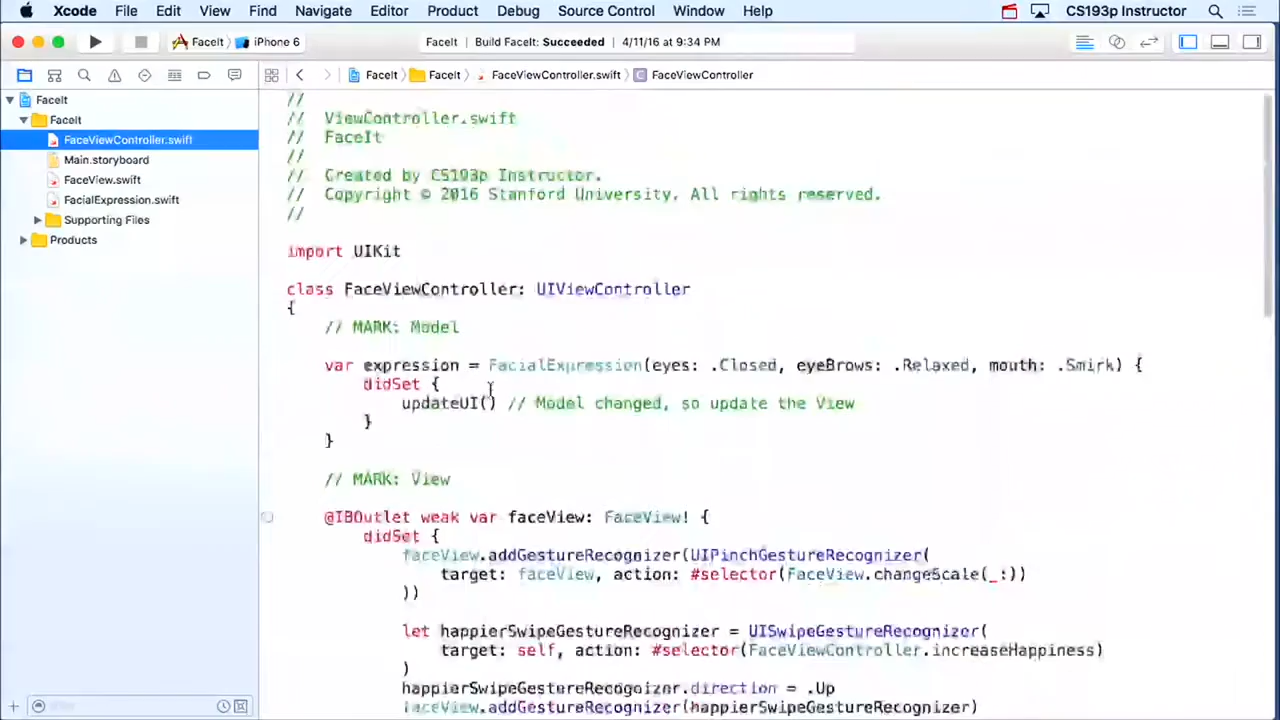 Xcode File Edit View Find Navigate Editor Product Debug Source Control Window Help CS193p Instructor
FaceIt iPhone 6 FaceIt Build FaceIt: Succeeded 4/11/16 at 9:34 PM
FaceIt FaceIt FaceViewController.swift FaceViewController
FaceIt
FaceIt
FaceViewController.swift
Main.storyboard
FaceView.swift
FacialExpression.swift
Supporting Files
Products
//
// ViewController.swift
// FaceIt
//
// Created by CS193p Instructor.
// Copyright © 2016 Stanford University. All rights reserved.
//
import UIKit
class FaceViewController: UIViewController
{
// MARK: Model
var expression = FacialExpression(eyes: .Closed, eyeBrows: .Relaxed, mouth: .Smirk) {
didSet {
updateUI() // Model changed, so update the View
}
}
// MARK: View
@IBOutlet weak var faceView: FaceView! {
didSet {
faceView.addGestureRecognizer(UIPinchGestureRecognizer(
target: faceView, action: #selector(FaceView.changeScale(_:))
))
let happierSwipeGestureRecognizer = UISwipeGestureRecognizer(
target: self, action: #selector(FaceViewController.increaseHappiness)
)
happierSwipeGestureRecognizer.direction = .Up
faceView.addGestureRecognizer(happierSwipeGestureRecognizer)